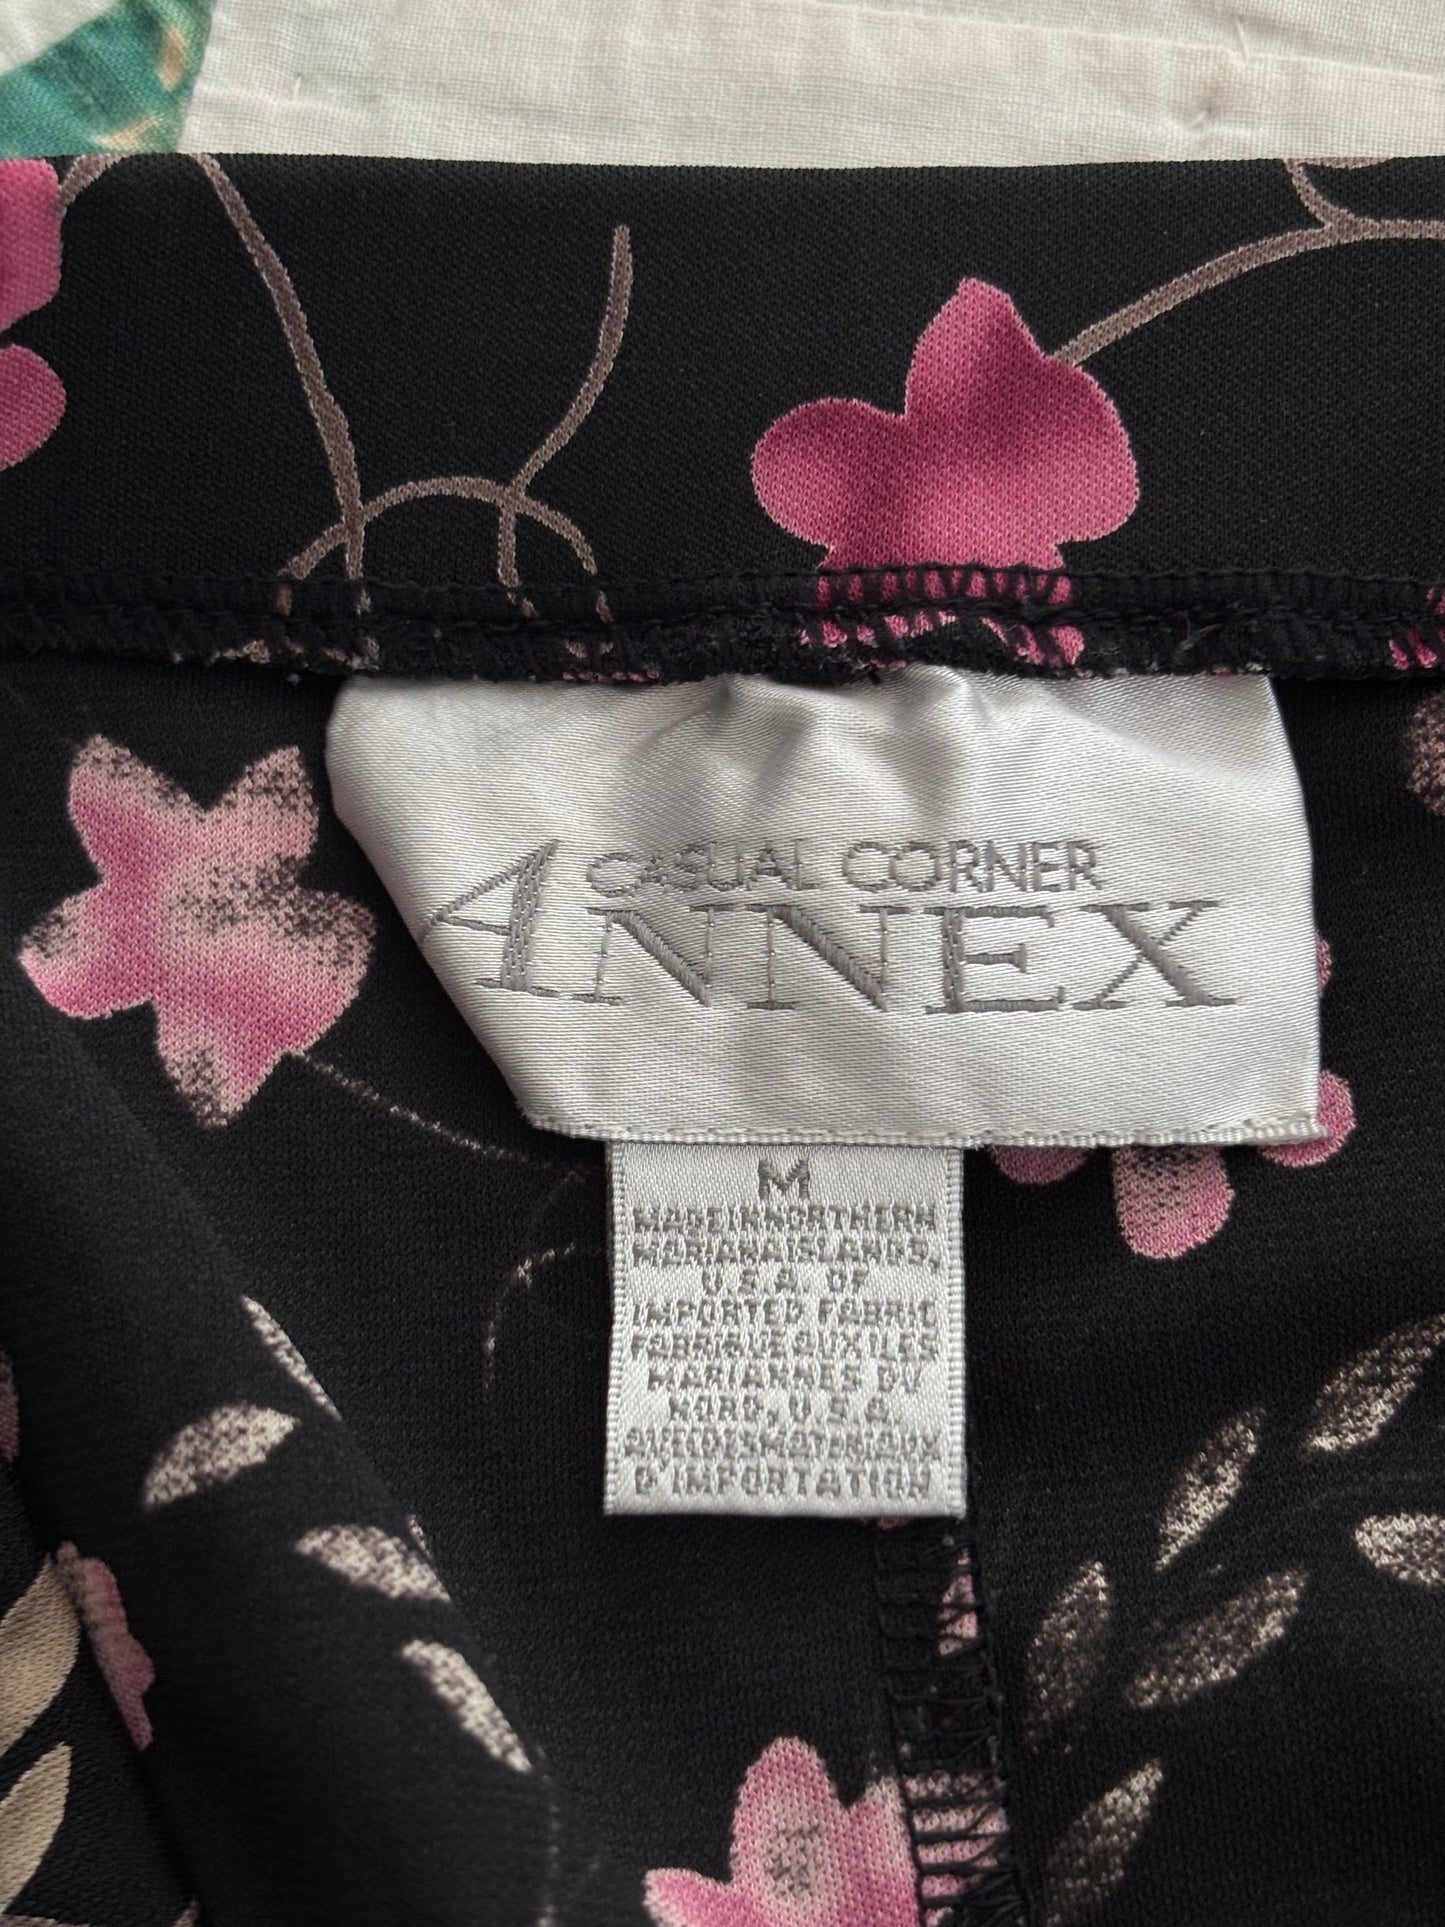 CASUAL CORNER
ANNEX
M
MADE IN NORTHERN
MARIANA ISLANDS,
U.S.A. OF
IMPORTED FABRIC
FABRIQUE AUX ILES
MARIANNES DU
NORD, U.S.A.
AVEC DES MATERIAUX
D'IMPORTATION